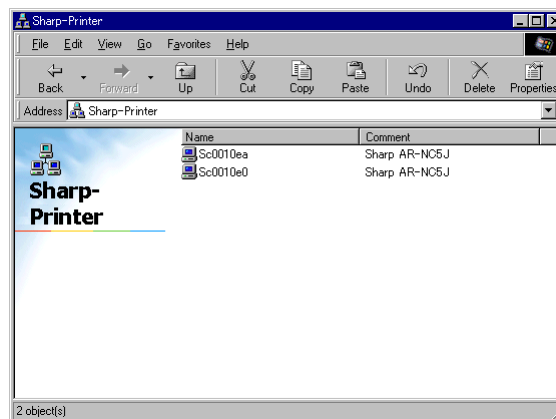 Sharp-Printer
File Edit View Go Favorites Help
Back Forward Up Cut Copy Paste Undo Delete Properties
Address Sharp-Printer
Name Comment
Sc0010ea Sharp AR-NC5J
Sc0010e0 Sharp AR-NC5J
Sharp-
Printer
2 object(s)